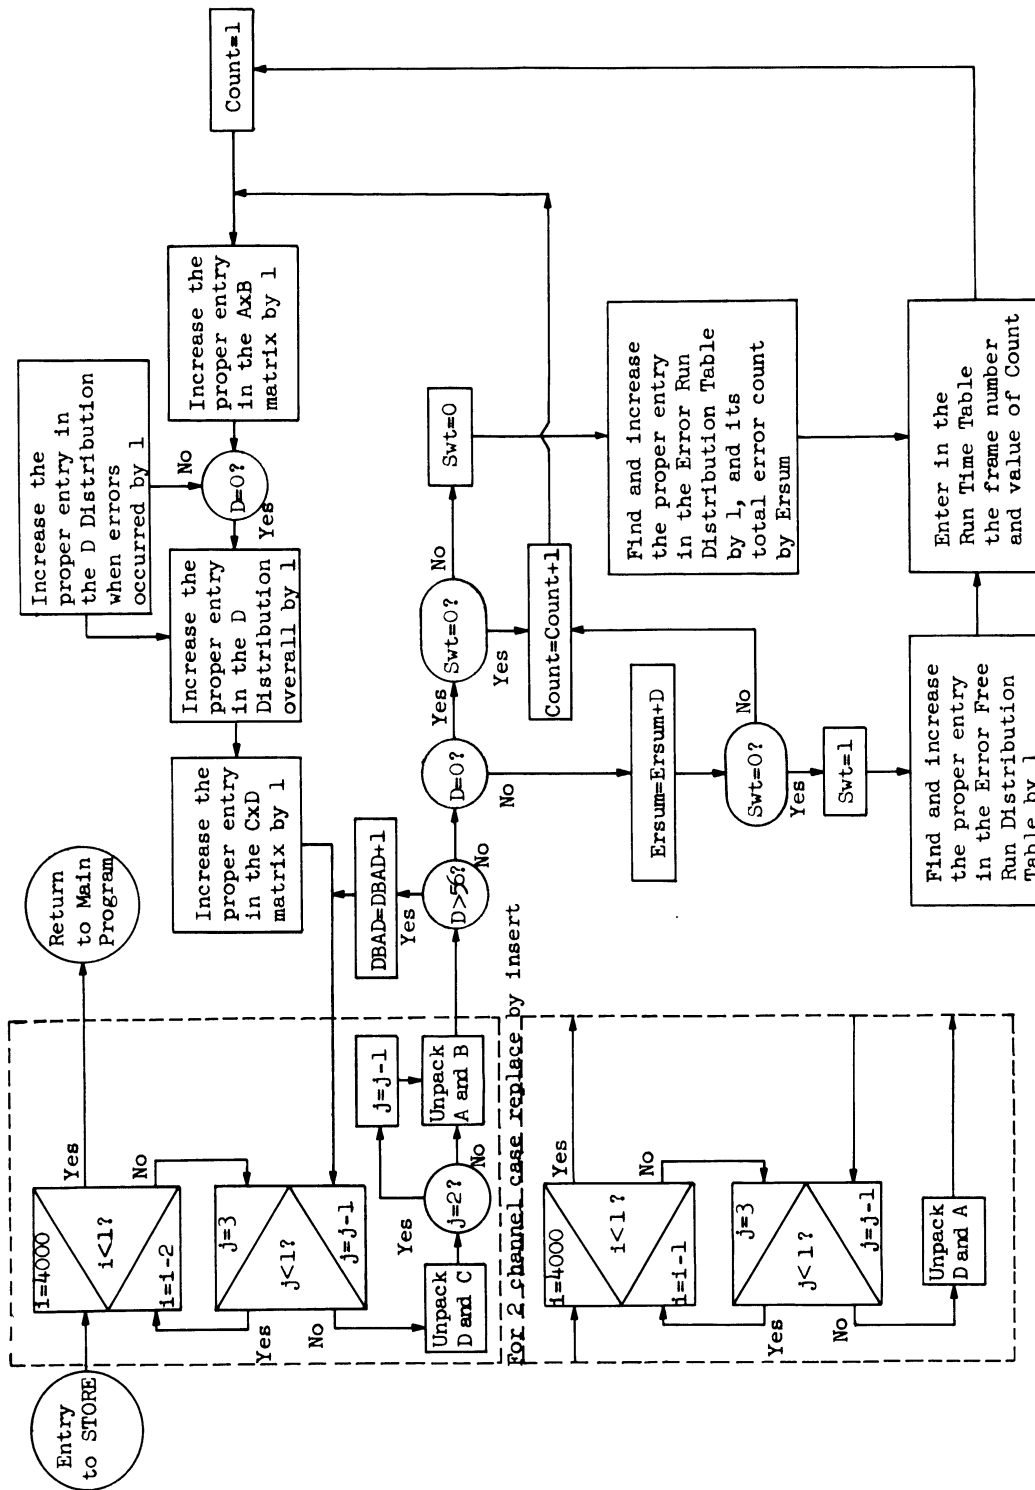 Entry
to STORE
i=4000
i<1?
i=i-2
Yes
No
j=3
j<1?
j=j-1
Yes
No
Unpack
D and C
j=2?
Yes
No
j=j-1
Unpack
A and B
Return
to Main
Program
D>56?
Yes
No
DBAD=DBAD+1
D=0?
Yes
No
Swt=0?
No
Yes
Swt=0
Count=Count+1
Ersum=Ersum+D
Swt=0?
No
Yes
Swt=1
Find and increase
the proper entry
in the Error Free
Run Distribution
Table by 1
Find and increase
the proper entry
in the Error Run
Distribution Table
by 1, and its
total error count
by Ersum
Enter in the
Run Time Table
the frame number
and value of Count
Count=1
Increase the
proper entry
in the AxB
matrix by 1
D=0?
No
Yes
Increase the
proper entry in
the D Distribution
when errors
occurred by 1
Increase the
proper entry
in the D
Distribution
overall by 1
Increase the
proper entry
in the CxD
matrix by 1
For 2 channel case replace by insert
i=4000
i<1?
i=i-1
Yes
No
j=3
j<1?
j=j-1
Yes
No
Unpack
D and A